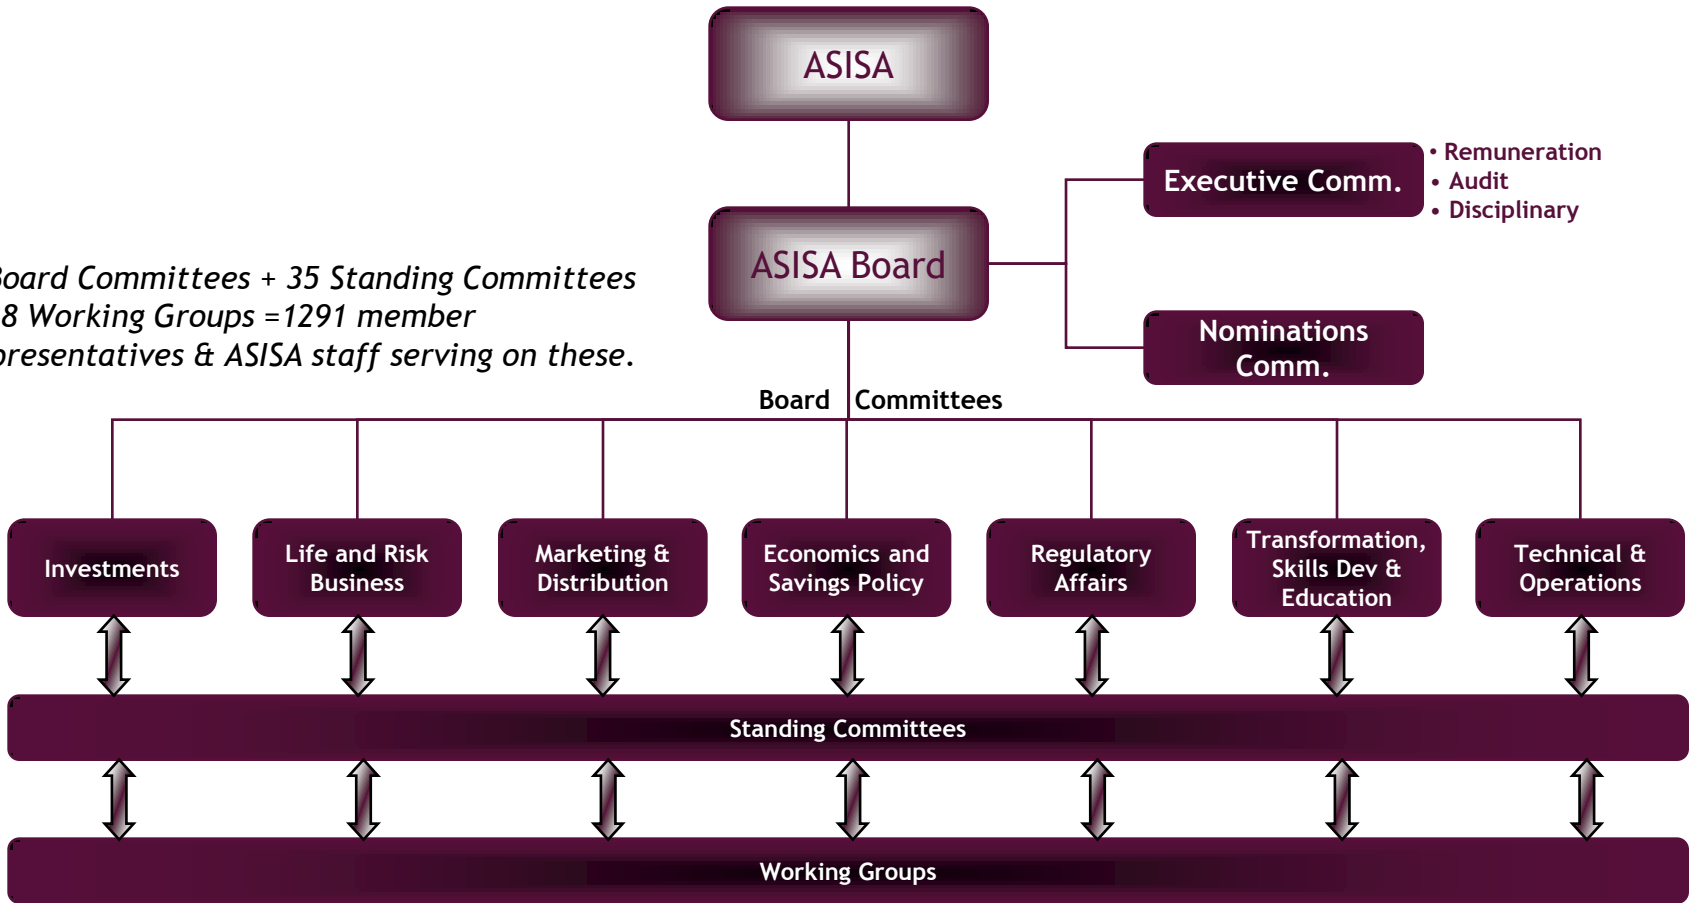 ASISA
Executive Comm.
• Remuneration
• Audit
• Disciplinary
ASISA Board
Board Committees + 35 Standing Committees
8 Working Groups =1291 member
& ASISA staff serving on these.
Nominations
Comm.
Board Committees
Investments
Life and Risk
Business
Marketing &
Distribution
Economics and
Savings Policy
Regulatory
Affairs
Transformation,
Skills Dev &
Education
Technical &
Operations
Standing Committees
Working Groups